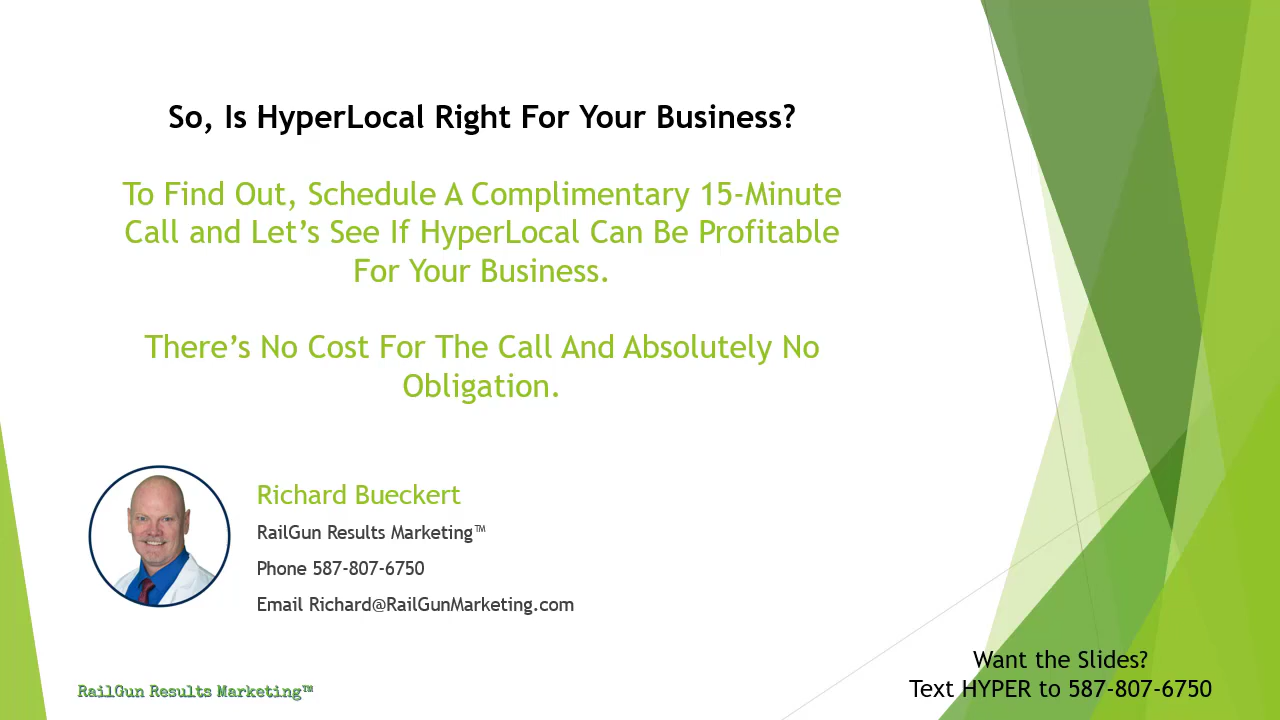 So, Is HyperLocal Right For Your Business?
To Find Out, Schedule A Complimentary 15-Minute
Call and Let’s See If HyperLocal Can Be Profitable
For Your Business.
There’s No Cost For The Call And Absolutely No
Obligation.
Richard Bueckert
RailGun Results Marketing™
Phone 587-807-6750
Email Richard@RailGunMarketing.com
RailGun Results Marketing™
Want the Slides?
Text HYPER to 587-807-6750